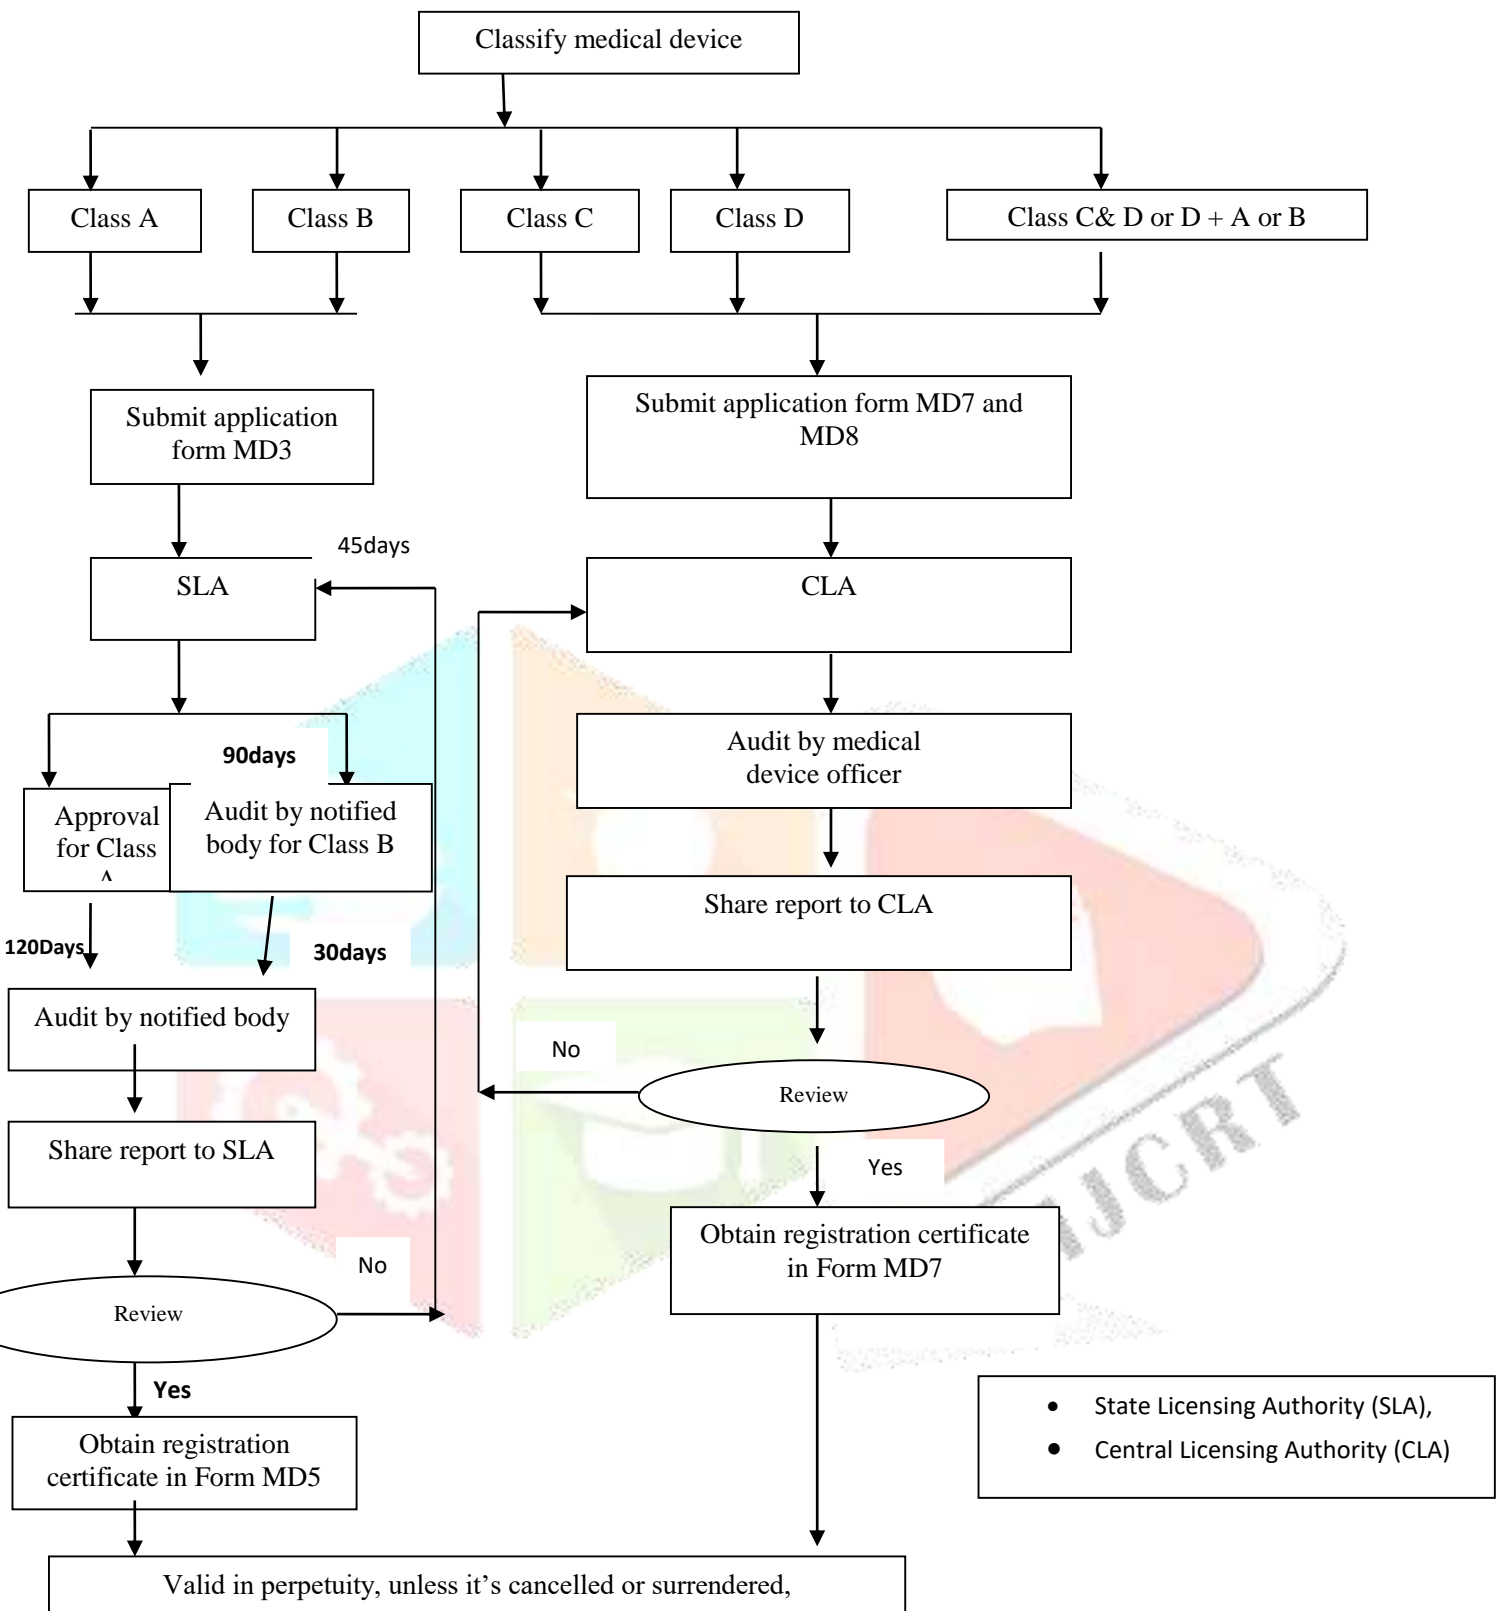 Classify medical device
Class A
Class B
Class C
Class D
Class C& D or D + A or B
Submit application
form MD3
Submit application form MD7 and
MD8
45days
SLA
CLA
90days
Approval
for Class
Audit by notified
body for Class B
Audit by medical
device officer
120Days
30days
Share report to CLA
Audit by notified body
No
Review
Share report to SLA
Yes
No
Obtain registration certificate
in Form MD7
Review
Yes
Obtain registration
certificate in Form MD5
• State Licensing Authority (SLA),
• Central Licensing Authority (CLA)
Valid in perpetuity, unless it’s cancelled or surrendered,
IJCRT